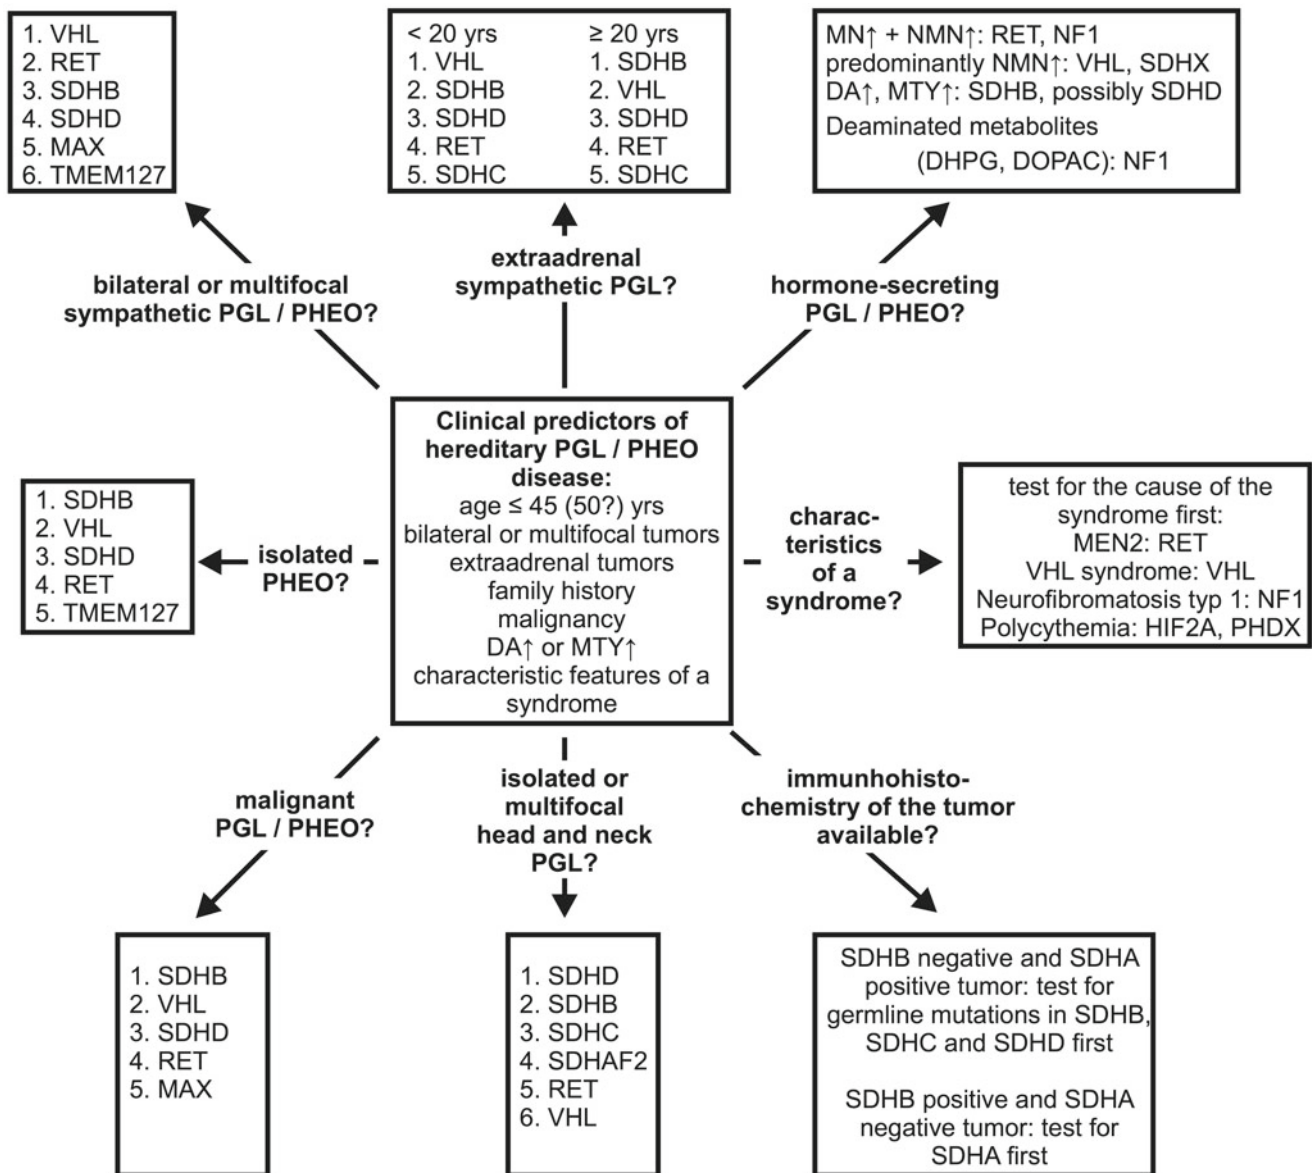 1. VHL
2. RET
3. SDHB
4. SDHD
5. MAX
6. TMEM127
< 20 yrs
1. VHL
2. SDHB
3. SDHD
4. RET
5. SDHC
≥ 20 yrs
1. SDHB
2. VHL
3. SDHD
4. RET
5. SDHC
MN↑ + NMN↑: RET, NF1
predominantly NMN↑: VHL, SDHX
DA↑, MTY↑: SDHB, possibly SDHD
Deaminated metabolites
(DHPG, DOPAC): NF1
bilateral or multifocal
sympathetic PGL / PHEO?
extraadrenal
sympathetic PGL?
hormone-secreting
PGL / PHEO?
1. SDHB
2. VHL
3. SDHD
4. RET
5. TMEM127
isolated
PHEO?
Clinical predictors of
hereditary PGL / PHEO
disease:
age ≤ 45 (50?) yrs
bilateral or multifocal tumors
extraadrenal tumors
family history
malignancy
DA↑ or MTY↑
characteristic features of a
syndrome
charac-
teristics
of a
syndrome?
test for the cause of the
syndrome first:
MEN2: RET
VHL syndrome: VHL
Neurofibromatosis typ 1: NF1
Polycythemia: HIF2A, PHDX
malignant
PGL / PHEO?
isolated or
multifocal
head and neck
PGL?
immunhohisto-
chemistry of the tumor
available?
1. SDHB
2. VHL
3. SDHD
4. RET
5. MAX
1. SDHD
2. SDHB
3. SDHC
4. SDHAF2
5. RET
6. VHL
SDHB negative and SDHA
positive tumor: test for
germline mutations in SDHB,
SDHC and SDHD first
SDHB positive and SDHA
negative tumor: test for
SDHA first